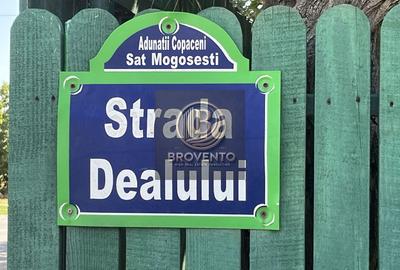 Adunatii Copaceni
Sat Mogosesti
Strada
BROVENTO
Dealului